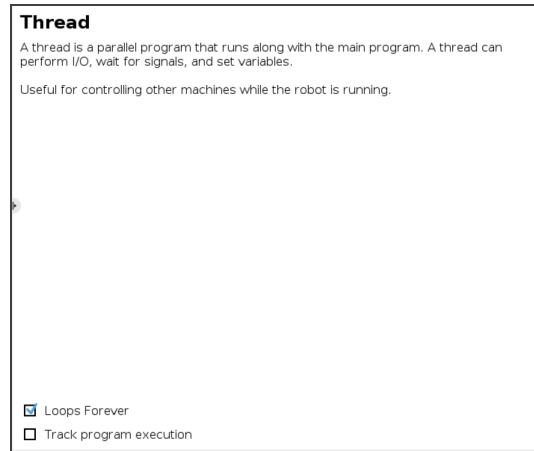 Thread
A thread is a parallel program that runs along with the main program. A thread can
perform I/O, wait for signals, and set variables.
Useful for controlling other machines while the robot is running.
Loops Forever
Track program execution